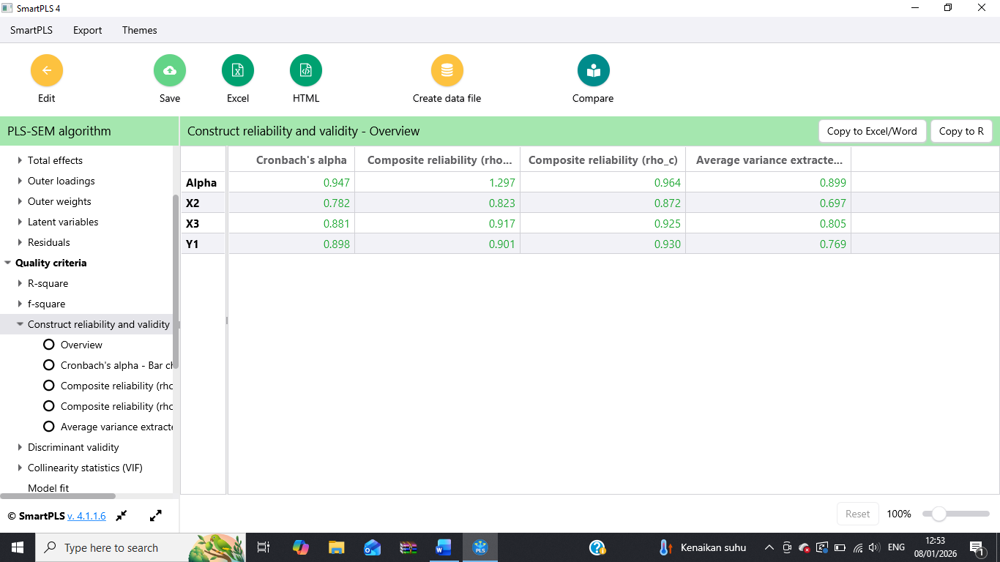 SmartPLS 4
SmartPLS Export Themes
Edit Save Excel HTML Create data file Compare
PLS-SEM algorithm
Total effects
Outer loadings
Outer weights
Latent variables
Residuals
Quality criteria
R-square
f-square
Construct reliability and validity
Overview
Cronbach's alpha - Bar ch
Composite reliability (rho
Composite reliability (rho
Average variance extracte
Discriminant validity
Collinearity statistics (VIF)
Model fit
© SmartPLS v. 4.1.1.6
Construct reliability and validity - Overview Copy to Excel/Word Copy to R
Cronbach's alpha Composite reliability (rho... Composite reliability (rho_c) Average variance extracte...
Alpha 0.947 1.297 0.964 0.899
X2 0.782 0.823 0.872 0.697
X3 0.881 0.917 0.925 0.805
Y1 0.898 0.901 0.930 0.769
Reset 100%
Type here to search Kenaikan suhu ENG 12:53
08/01/2026 1